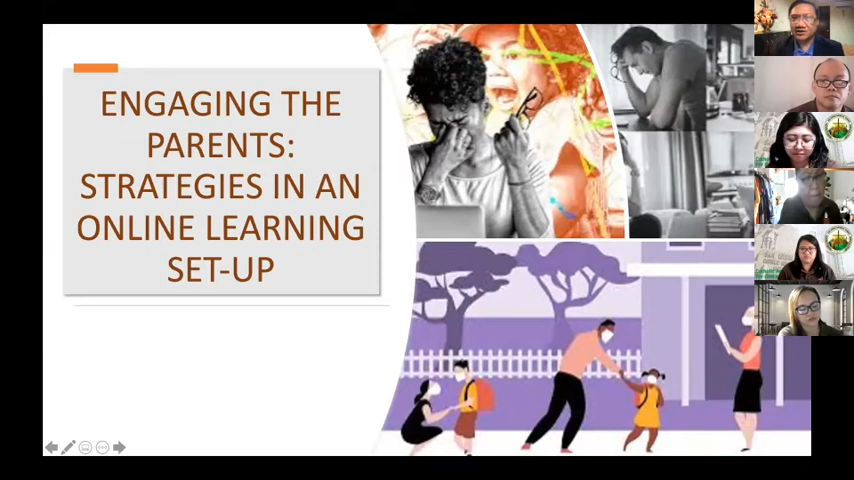 ENGAGING THE
PARENTS:
STRATEGIES IN AN
ONLINE LEARNING
SET-UP